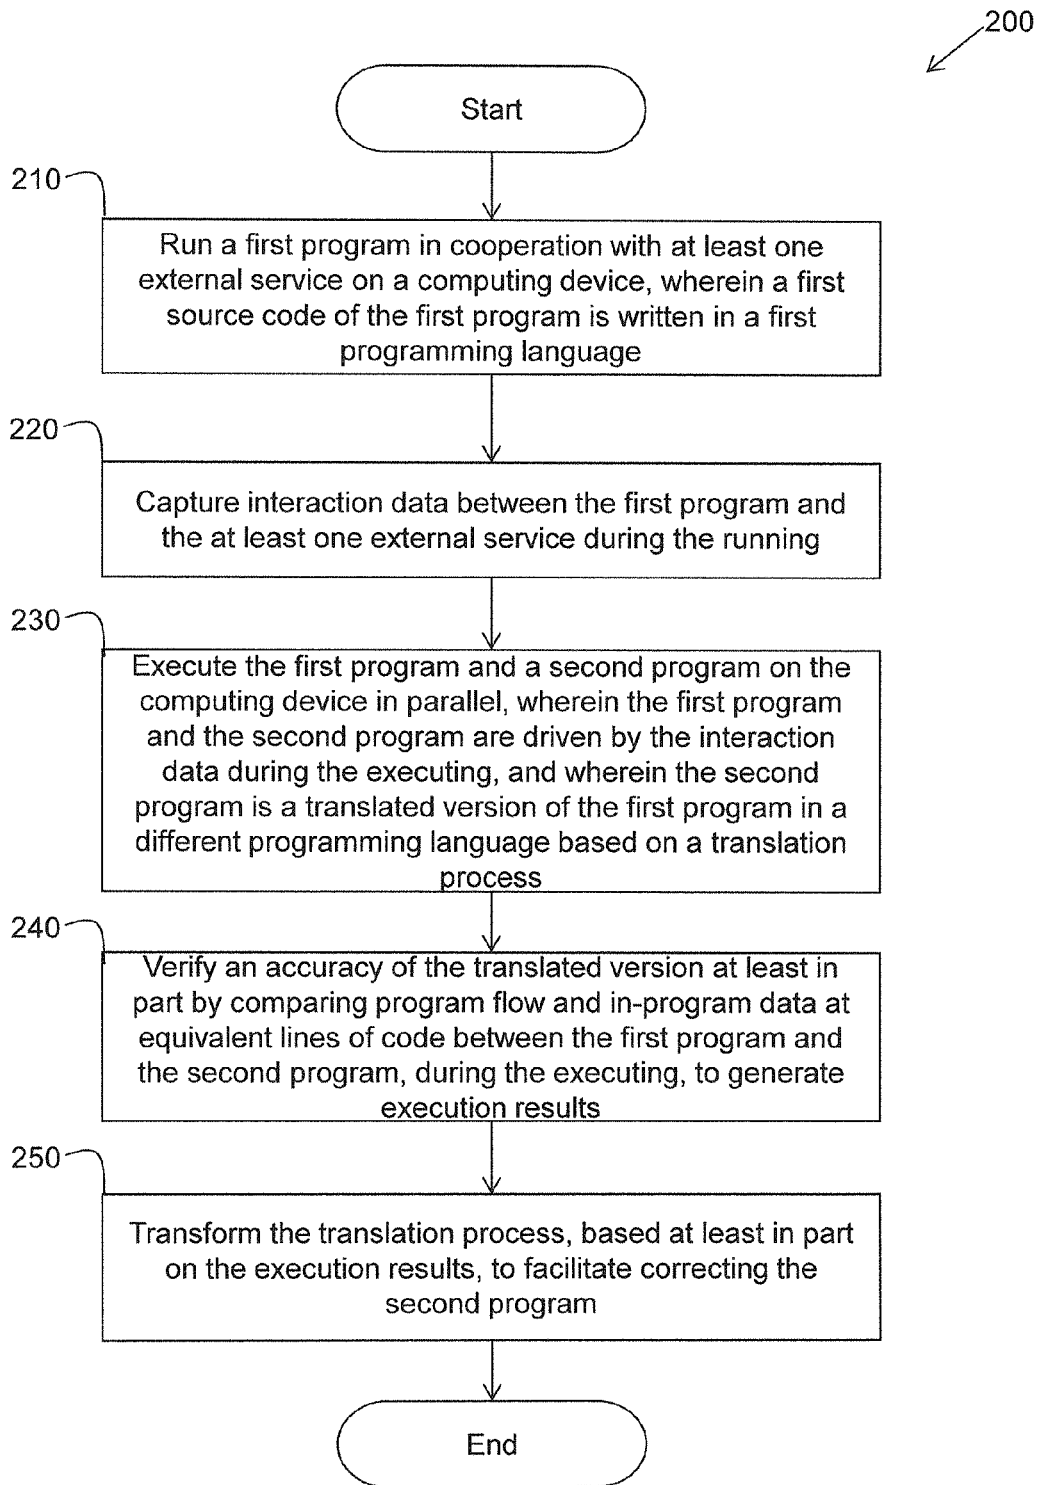 200
Start
210
Run a first program in cooperation with at least one
external service on a computing device, wherein a first
source code of the first program is written in a first
programming language
220
Capture interaction data between the first program and
the at least one external service during the running
230
Execute the first program and a second program on the
computing device in parallel, wherein the first program
and the second program are driven by the interaction
data during the executing, and wherein the second
program is a translated version of the first program in a
different programming language based on a translation
process
240
Verify an accuracy of the translated version at least in
part by comparing program flow and in-program data at
equivalent lines of code between the first program and
the second program, during the executing, to generate
execution results
250
Transform the translation process, based at least in part
on the execution results, to facilitate correcting the
second program
End